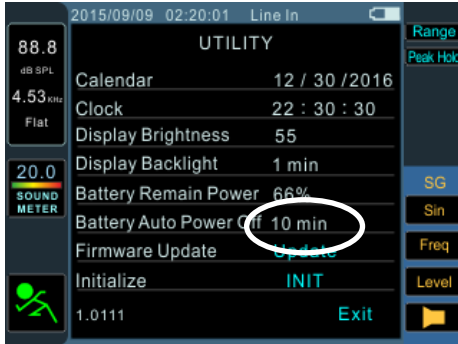 2015/09/09 02:20:01 Line In
UTILITY
88.8
dB SPL
4.53 KHz
Flat
20.0
SOUND
METER
Calendar 12 / 30 /2016
Clock 22 : 30 : 30
Display Brightness 55
Display Backlight 1 min
Battery Remain Power 66%
Battery Auto Power Off 10 min
Firmware Update Update
Initialize INIT
1.0111 Exit
Range
Peak Hold
SG
Sin
Freq
Level